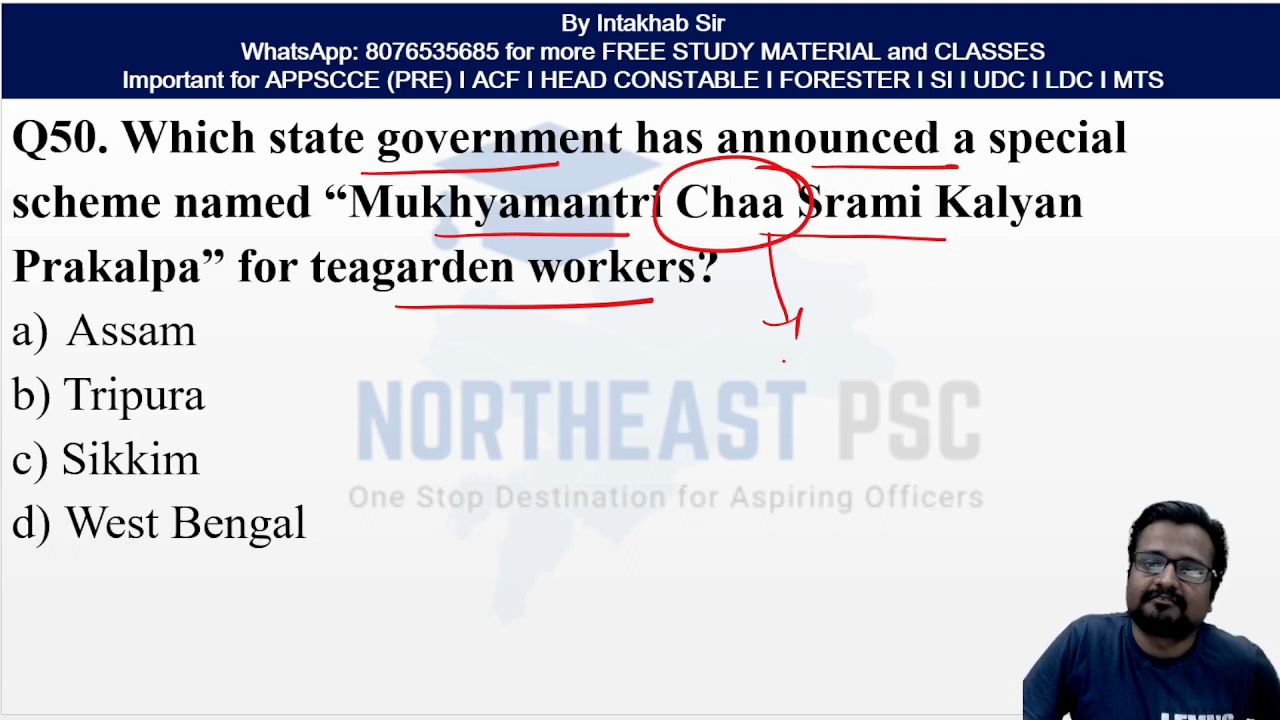 By Intakhab Sir
WhatsApp: 8076535685 for more FREE STUDY MATERIAL and CLASSES
Important for APPSCCE (PRE) I ACF I HEAD CONSTABLE I FORESTER I SI I UDC I LDC I MTS
Q50. Which state government has announced a special
scheme named “Mukhyamantri Chaa Srami Kalyan
Prakalpa” for teagarden workers?
a) Assam
b) Tripura
c) Sikkim
d) West Bengal
NORTHEAST PSC
One Stop Destination for Aspiring Officers